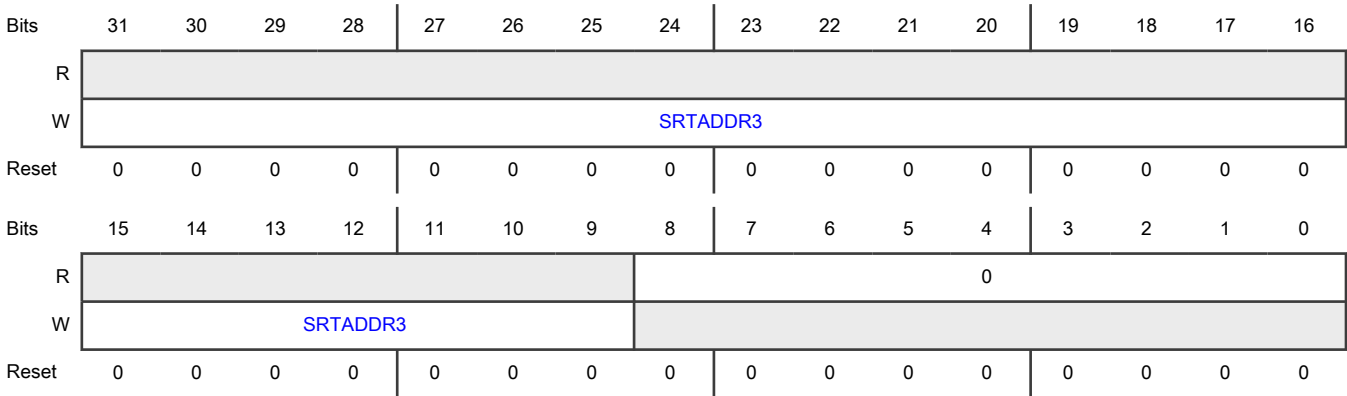 Bits 31 30 29 28 27 26 25 24 23 22 21 20 19 18 17 16
R
W SRTADDR3
Reset 0 0 0 0 0 0 0 0 0 0 0 0 0 0 0 0
Bits 15 14 13 12 11 10 9 8 7 6 5 4 3 2 1 0
R 0
W SRTADDR3
Reset 0 0 0 0 0 0 0 0 0 0 0 0 0 0 0 0